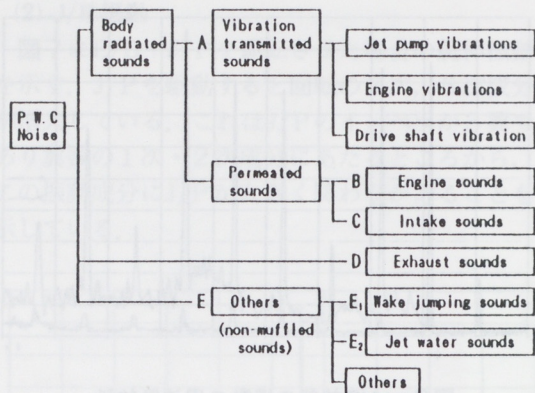 Body
radiated
sounds
A
Vibration
transmitted
sounds
Jet pump vibrations
Engine vibrations
Drive shaft vibration
P.W.C
Noise
Permeated
sounds
B
Engine sounds
C
Intake sounds
D
Exhaust sounds
E
Others
(non-muffled
sounds)
E1
Wake jumping sounds
E2
Jet water sounds
Others